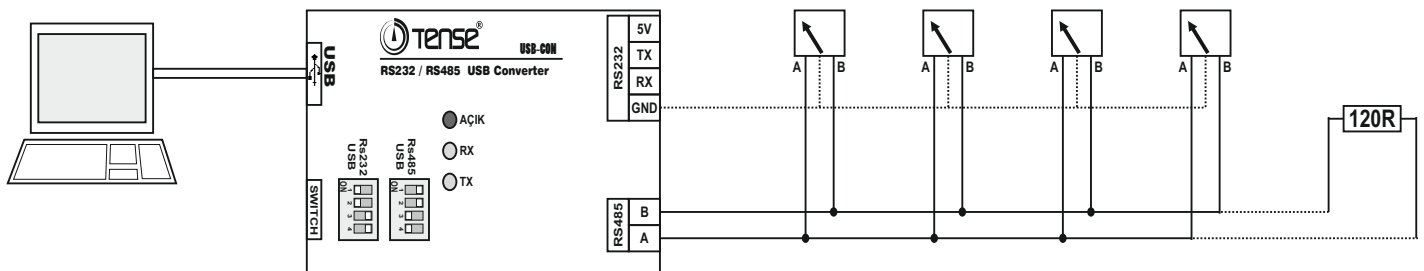 TENSE®
USB-CON
RS232 / RS485 USB Converter
USB
AÇIK
RX
TX
Rs232
USB
Rs485
USB
ON
1
2
3
4
ON
1
2
3
4
SWITCH
RS232
5V
TX
RX
GND
RS485
B
A
A B
A B
A B
A B
120R